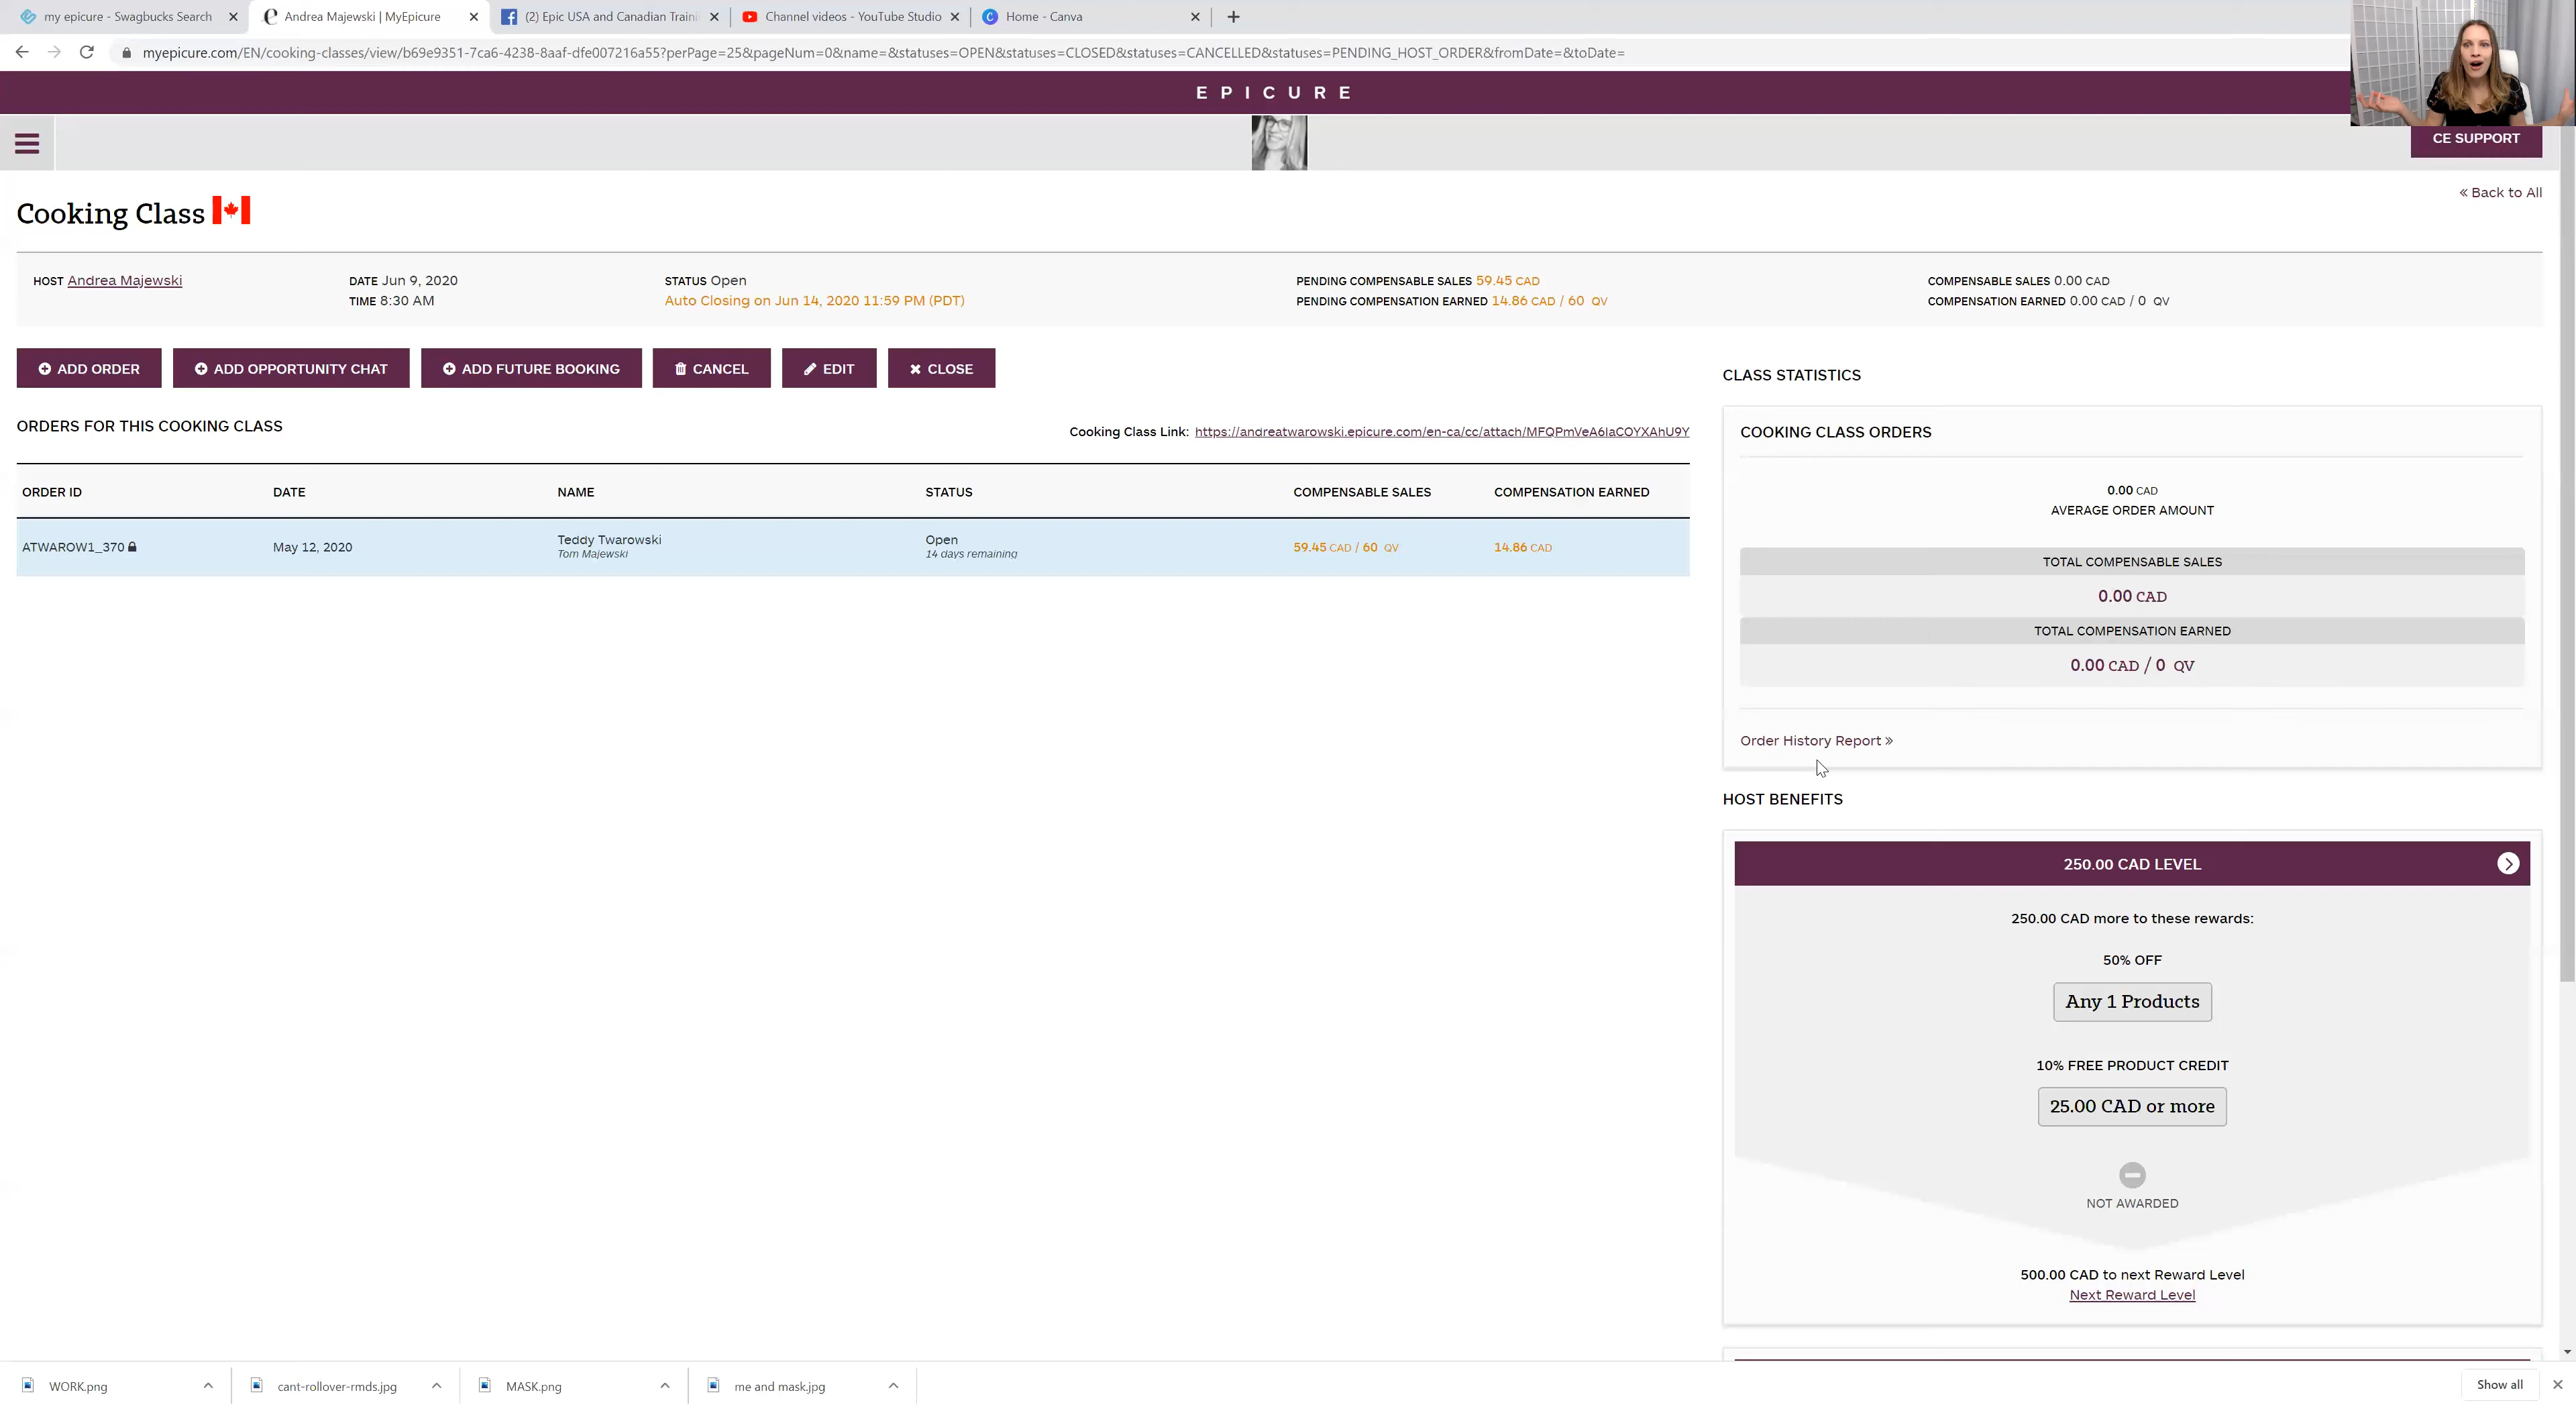 my epicure - Swagbucks Search
Andrea Majewski | MyEpicure
(2) Epic USA and Canadian Traini
Channel videos - YouTube Studio
Home - Canva
myepicure.com/EN/cooking-classes/view/b69e9351-7ca6-4238-8aaf-dfe007216a55?perPage=25&pageNum=0&name=&statuses=OPEN&statuses=CLOSED&statuses=CANCELLED&statuses=PENDING_HOST_ORDER&fromDate=&toDate=
EPICURE
CE SUPPORT
« Back to All
Cooking Class
HOST Andrea Majewski
DATE Jun 9, 2020
TIME 8:30 AM
STATUS Open
Auto Closing on Jun 14, 2020 11:59 PM (PDT)
PENDING COMPENSABLE SALES 59.45 CAD
PENDING COMPENSATION EARNED 14.86 CAD / 60 QV
COMPENSABLE SALES 0.00 CAD
COMPENSATION EARNED 0.00 CAD / 0 QV
ADD ORDER
ADD OPPORTUNITY CHAT
ADD FUTURE BOOKING
CANCEL
EDIT
CLOSE
ORDERS FOR THIS COOKING CLASS
Cooking Class Link: https://andreatwarowski.epicure.com/en-ca/cc/attach/MFQPmVeA6IaCOYXAhU9Y
ORDER ID DATE NAME STATUS COMPENSABLE SALES COMPENSATION EARNED
ATWAROW1_370 May 12, 2020 Teddy Twarowski Open 59.45 CAD / 60 QV 14.86 CAD
Tom Majewski 14 days remaining
CLASS STATISTICS
COOKING CLASS ORDERS
0.00 CAD
AVERAGE ORDER AMOUNT
TOTAL COMPENSABLE SALES
0.00 CAD
TOTAL COMPENSATION EARNED
0.00 CAD / 0 QV
Order History Report »
HOST BENEFITS
250.00 CAD LEVEL
250.00 CAD more to these rewards:
50% OFF
Any 1 Products
10% FREE PRODUCT CREDIT
25.00 CAD or more
NOT AWARDED
500.00 CAD to next Reward Level
Next Reward Level
WORK.png
cant-rollover-rmds.jpg
MASK.png
me and mask.jpg
Show all